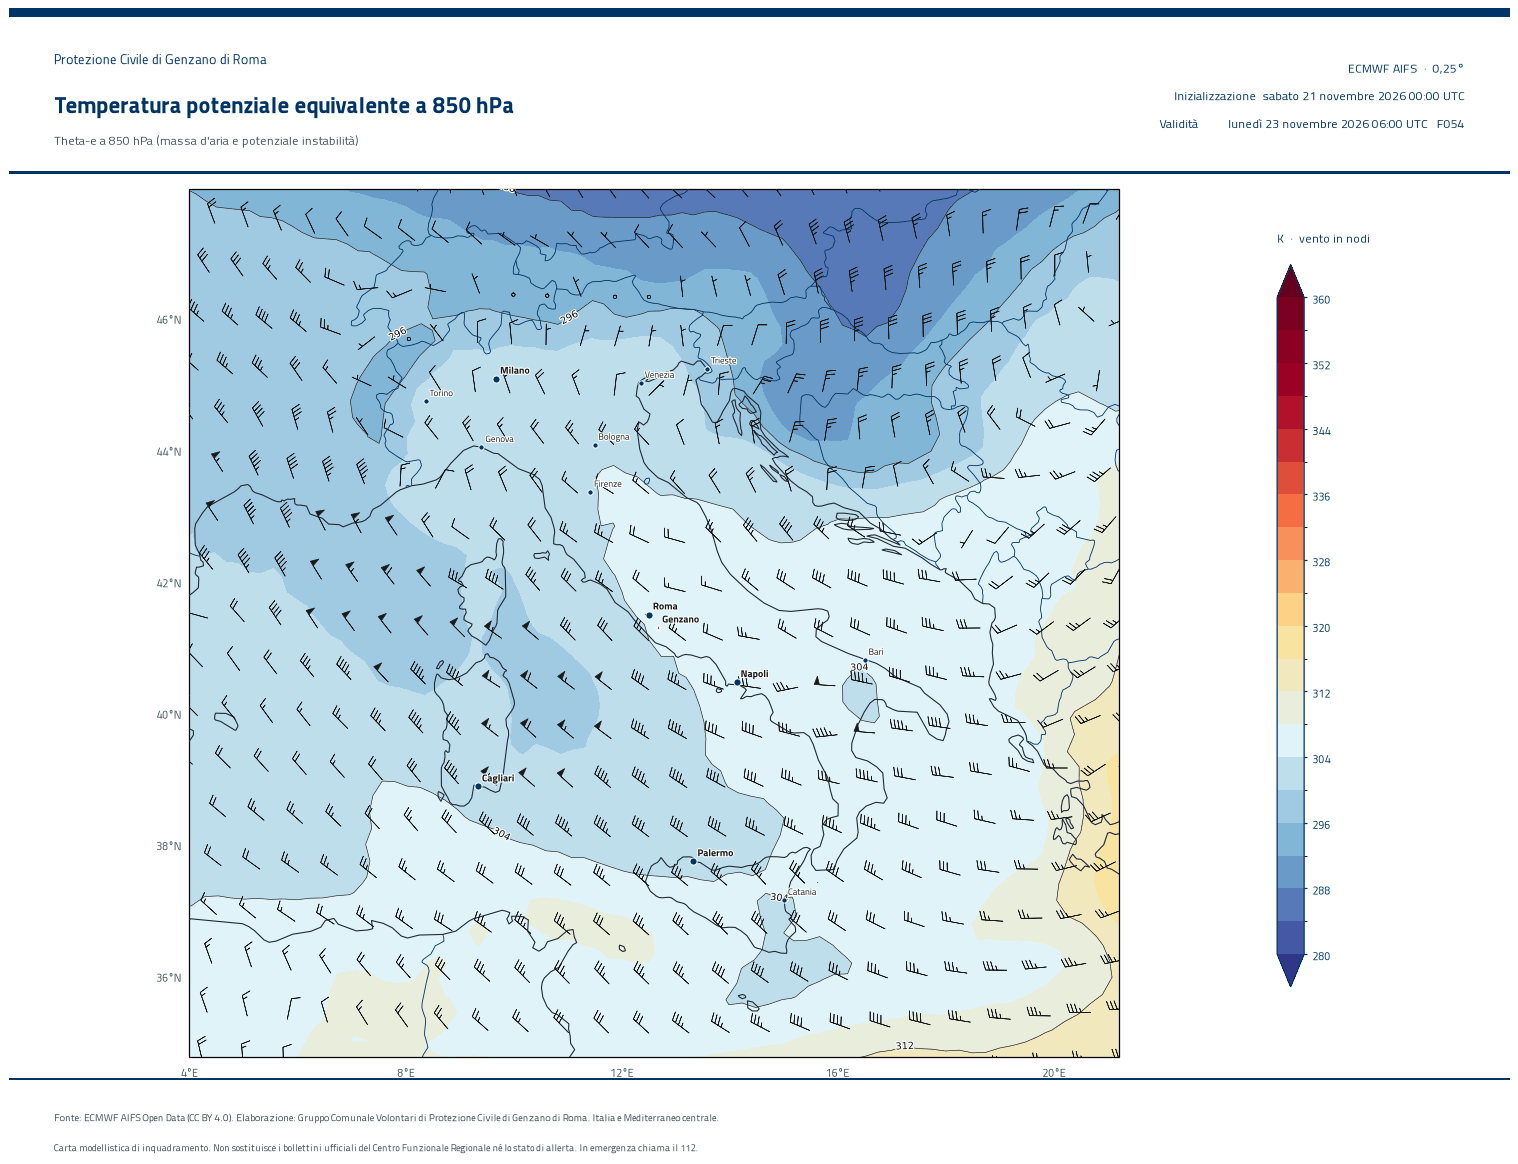 Protezione Civile di Genzano di Roma
Temperatura potenziale equivalente a 850 hPa
Theta-e a 850 hPa (massa d'aria e potenziale instabilità)
ECMWF AIFS · 0,25°
Inizializzazione sabato 21 novembre 2026 00:00 UTC
Validità lunedì 23 novembre 2026 06:00 UTC F054
K · vento in nodi
360
352
344
336
328
320
312
304
296
288
280
46°N
44°N
42°N
40°N
38°N
36°N
4°E
8°E
12°E
16°E
20°E
296
296
Milano
Torino
Venezia
Trieste
Genova
Bologna
Firenze
Roma
Genzano
Bari
304
Napoli
Cagliari
304
Palermo
Catania
312
Fonte: ECMWF AIFS Open Data (CC BY 4.0). Elaborazione: Gruppo Comunale Volontari di Protezione Civile di Genzano di Roma. Italia e Mediterraneo centrale.
Carta modellistica di inquadramento. Non sostituisce i bollettini ufficiali del Centro Funzionale Regionale né lo stato di allerta. In emergenza chiama il 112.